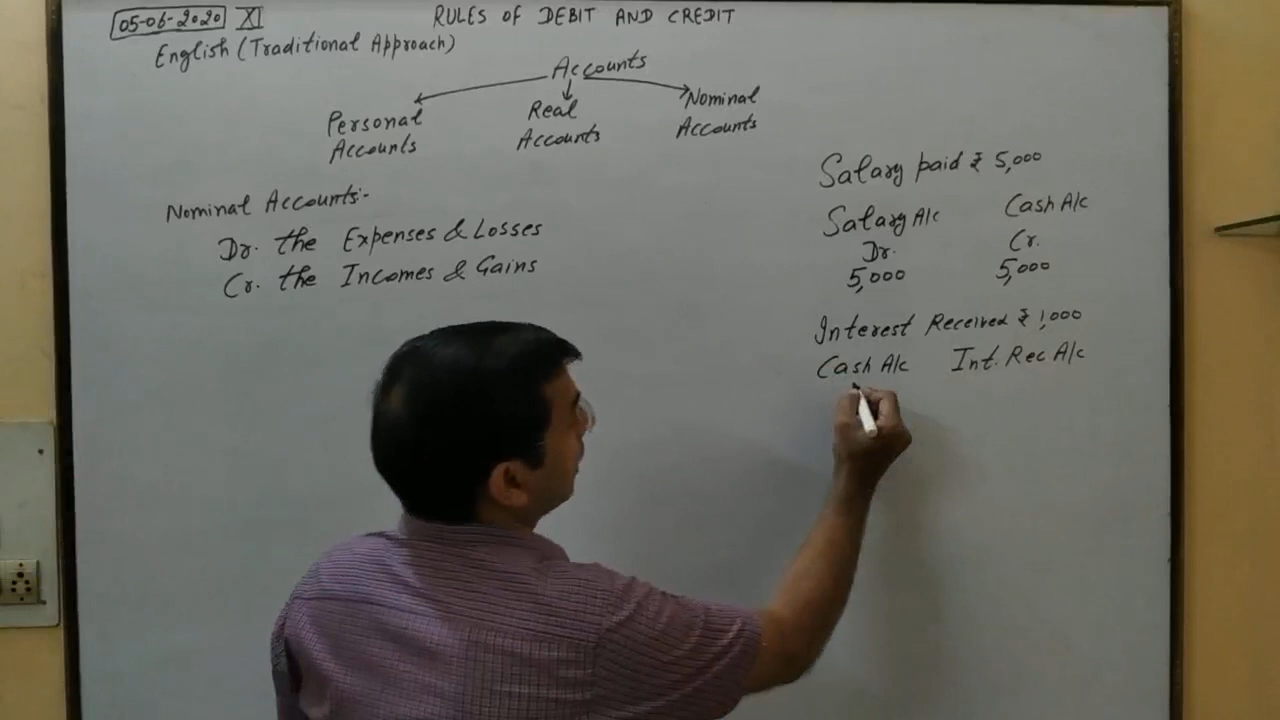 05-06-2020 XI RULES OF DEBIT AND CREDIT
English (Traditional Approach)
Accounts
Personal Accounts
Real Accounts
Nominal Accounts
Nominal Accounts:-
Dr. the Expenses & Losses
Cr. the Incomes & Gains
Salary paid ₹ 5,000
Salary A/c Cash A/c
Dr. Cr.
5,000 5,000
Interest Received ₹ 1,000
Cash A/c Int. Rec A/c